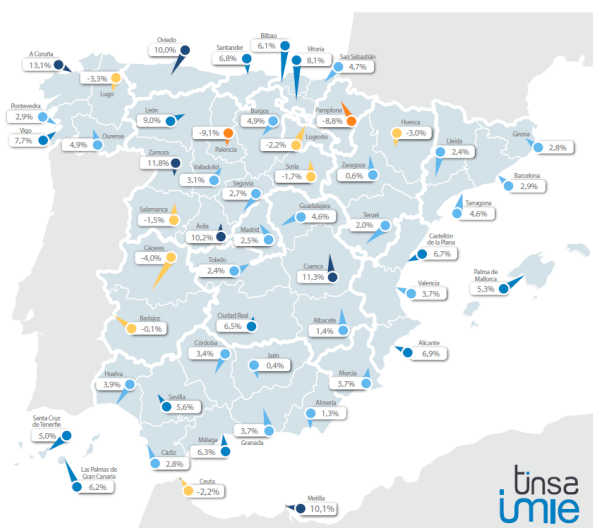 Bilbao
6,1%
Oviedo
10,0%
Santander
6,8%
Vitoria
8,1%
A Coruña
13,1%
San Sebastián
4,7%
-3,3%
Lugo
Pontevedra
2,9%
León
9,0%
Burgos
4,9%
Pamplona
-8,8%
Huesca
-3,0%
Girona
2,8%
Vigo
7,7%
4,9%
Ourense
-9,1%
Palencia
-2,2%
Logroño
Lleida
2,4%
Zamora
11,8%
Valladolid
3,1%
Soria
-1,7%
Zaragoza
0,6%
Barcelona
2,9%
Segovia
2,7%
Tarragona
4,6%
Salamanca
-1,5%
Guadalajara
4,6%
Teruel
2,0%
Ávila
10,2%
Madrid
2,5%
Castellón
de la Plana
6,7%
Cáceres
-4,0%
Toledo
2,4%
Cuenca
11,3%
Palma de
Mallorca
5,3%
Valencia
3,7%
Badajoz
-0,1%
Ciudad Real
6,5%
Albacete
1,4%
Alicante
6,9%
Córdoba
3,4%
Jaén
0,4%
Huelva
3,9%
Murcia
3,7%
Sevilla
5,6%
Almería
1,3%
Santa Cruz
de Tenerife
5,0%
3,7%
Granada
Málaga
6,3%
Cádiz
2,8%
Las Palmas de
Gran Canaria
6,2%
Ceuta
-2,2%
Melilla
10,1%
tinsa
imie